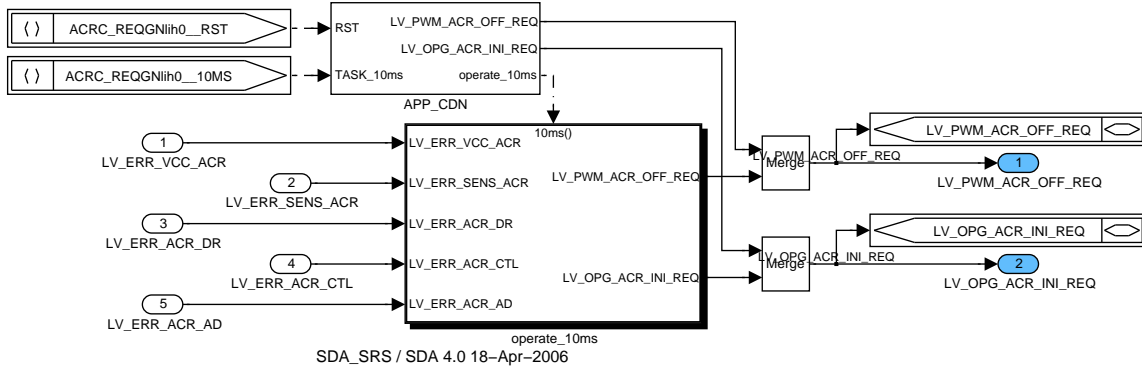 ACRC_REQGNlih0__RST
RST
LV_PWM_ACR_OFF_REQ
LV_OPG_ACR_INI_REQ
ACRC_REQGNlih0__10MS
TASK_10ms
operate_10ms
APP_CDN
10ms()
1
LV_ERR_VCC_ACR
LV_ERR_VCC_ACR
2
LV_ERR_SENS_ACR
LV_ERR_SENS_ACR
LV_PWM_ACR_OFF_REQ
3
LV_ERR_ACR_DR
LV_ERR_ACR_DR
4
LV_ERR_ACR_CTL
LV_ERR_ACR_CTL
LV_OPG_ACR_INI_REQ
5
LV_ERR_ACR_AD
LV_ERR_ACR_AD
operate_10ms
LV_PWM_ACR_OFF_REQ
Merge
LV_PWM_ACR_OFF_REQ
1
LV_PWM_ACR_OFF_REQ
LV_OPG_ACR_INI_REQ
Merge
LV_OPG_ACR_INI_REQ
2
LV_OPG_ACR_INI_REQ
SDA_SRS / SDA 4.0 18−Apr−2006